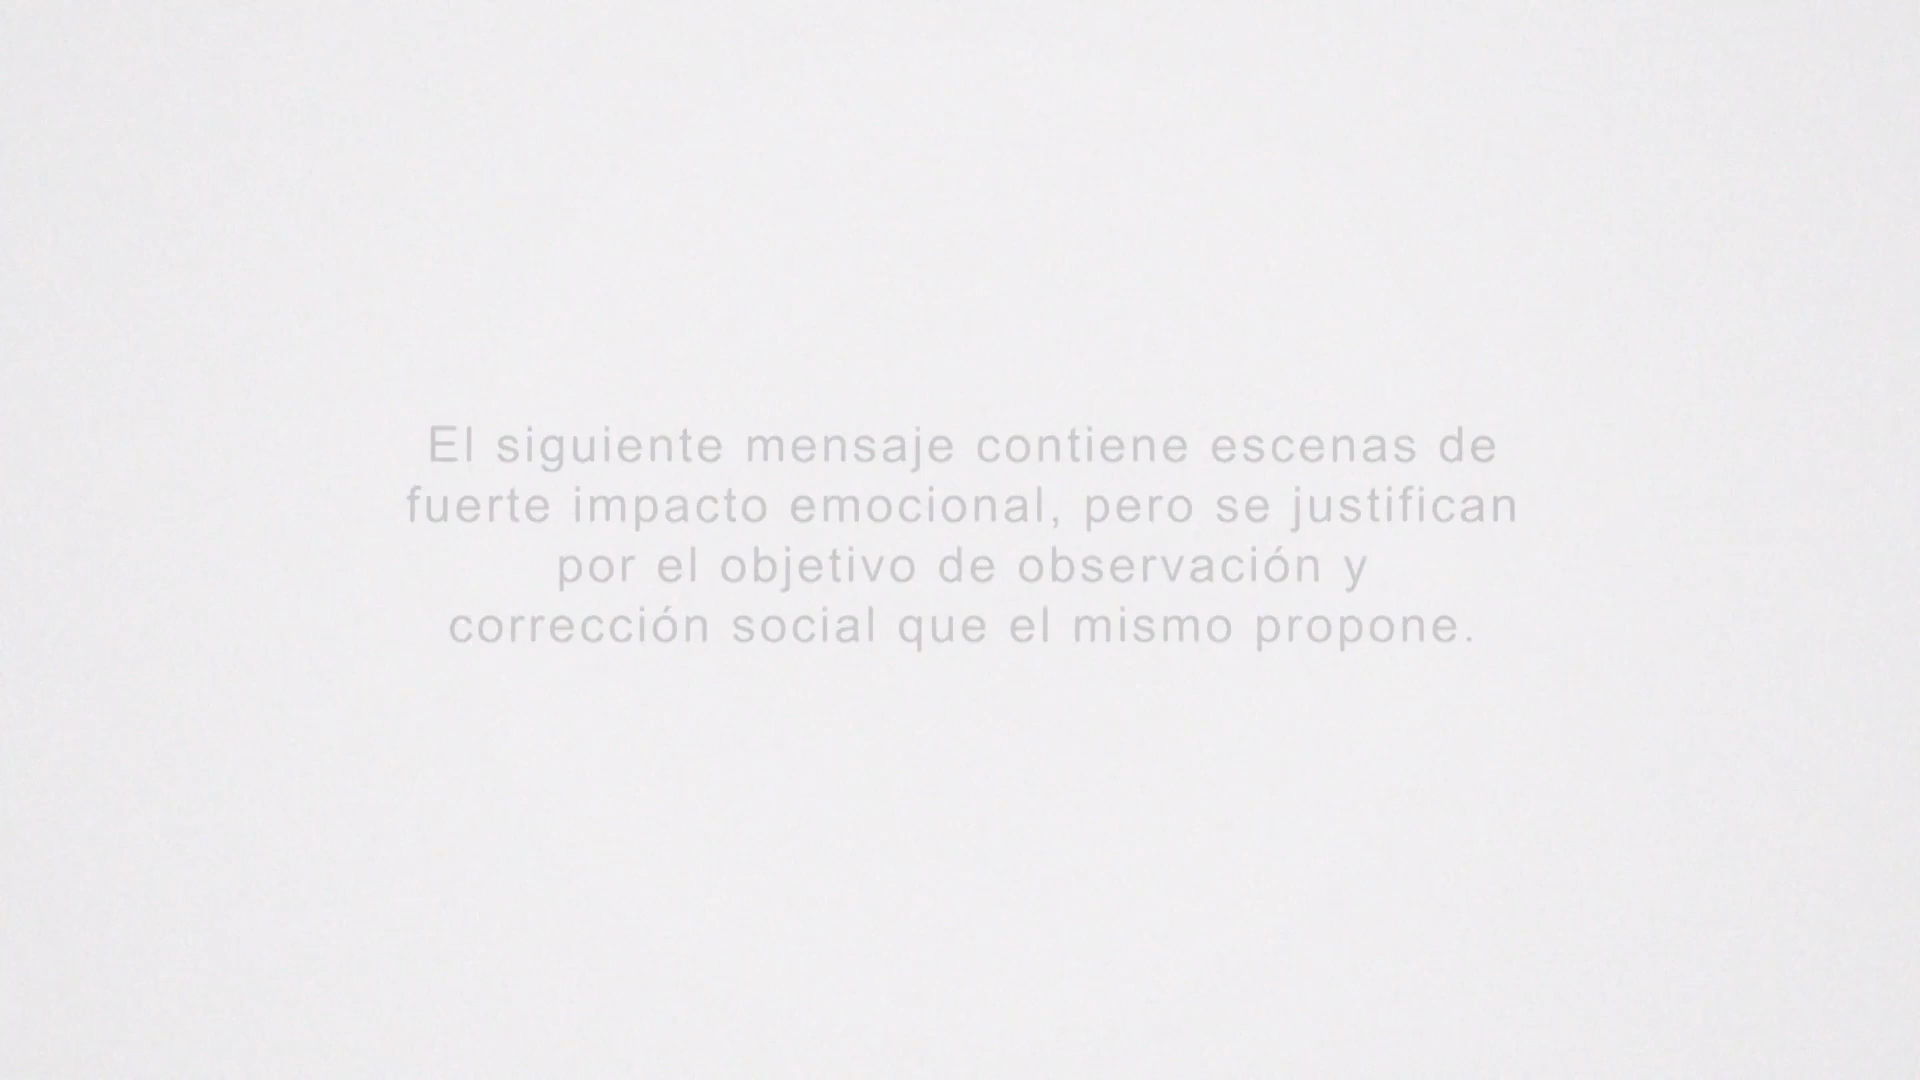 El siguiente mensaje contiene escenas de
fuerte impacto emocional, pero se justifican
por el objetivo de observación y
corrección social que el mismo propone.